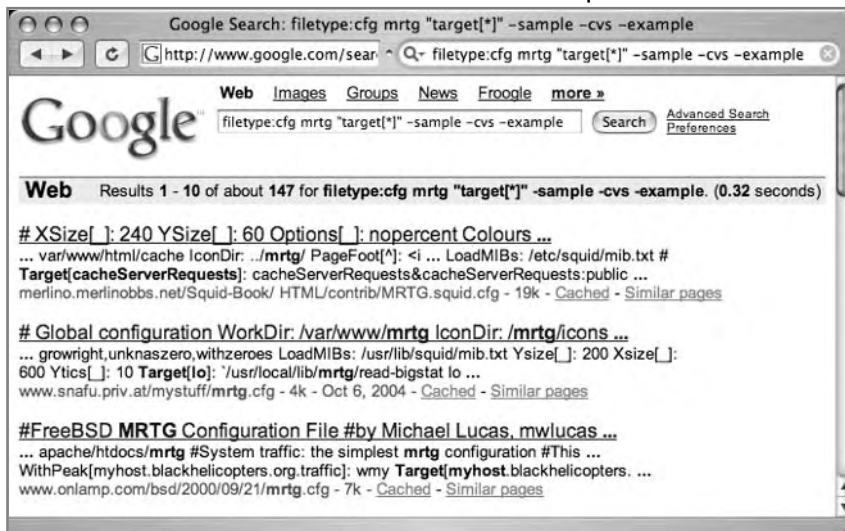 Google Search: filetype:cfg mrtg "target[*]" -sample -cvs -example
http://www.google.com/sear filetype:cfg mrtg "target[*]" -sample -cvs -example
Web Images Groups News Froogle more »
Google
filetype:cfg mrtg "target[*]" -sample -cvs -example Search Advanced Search
Preferences
Web Results 1 - 10 of about 147 for filetype:cfg mrtg "target[*]" -sample -cvs -example. (0.32 seconds)
# XSize[_]: 240 YSize[_]: 60 Options[_]: nopercent Colours ...
... var/www/html/cache IconDir: ../mrtg/ PageFoot[^]: <i ... LoadMIBs: /etc/squid/mib.txt #
Target[cacheServerRequests]: cacheServerRequests&cacheServerRequests:public ...
merlino.merlinobbs.net/Squid-Book/ HTML/contrib/MRTG.squid.cfg - 19k - Cached - Similar pages
# Global configuration WorkDir: /var/www/mrtg IconDir: /mrtg/icons ...
... growright,unknaszero,withzeroes LoadMIBs: /usr/lib/squid/mib.txt Ysize[_]: 200 Xsize[_]:
600 Ytics[_]: 10 Target[lo]: `/usr/local/lib/mrtg/read-bigstat lo ...
www.snafu.priv.at/mystuff/mrtg.cfg - 4k - Oct 6, 2004 - Cached - Similar pages
#FreeBSD MRTG Configuration File #by Michael Lucas, mwlucas ...
... apache/htdocs/mrtg #System traffic: the simplest mrtg configuration #This ...
WithPeak[myhost.blackhelicopters.org.traffic]: wmy Target[myhost.blackhelicopters. ...
www.onlamp.com/bsd/2000/09/21/mrtg.cfg - 7k - Cached - Similar pages